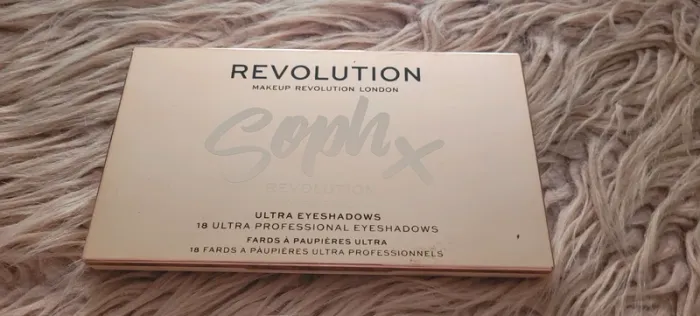 REVOLUTION
MAKEUP REVOLUTION LONDON
Soph x
REVOLUTION
ULTRA EYESHADOWS
18 ULTRA PROFESSIONAL EYESHADOWS
FARDS À PAUPIÈRES ULTRA
18 FARDS A PÀUPIÈRES ULTRA PROFESSIONNELS